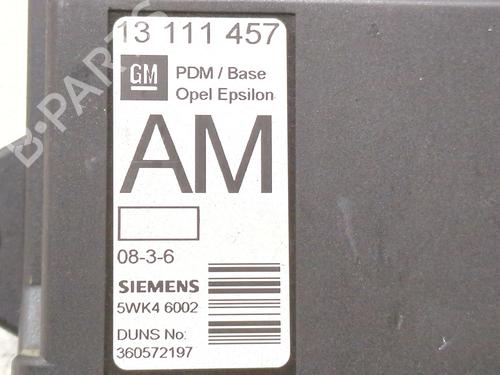 13 111 457
GM
PDM / Base
Opel Epsilon
AM
08-3-6
SIEMENS
5WK4 6002
DUNS No:
360572197
B-PARTS